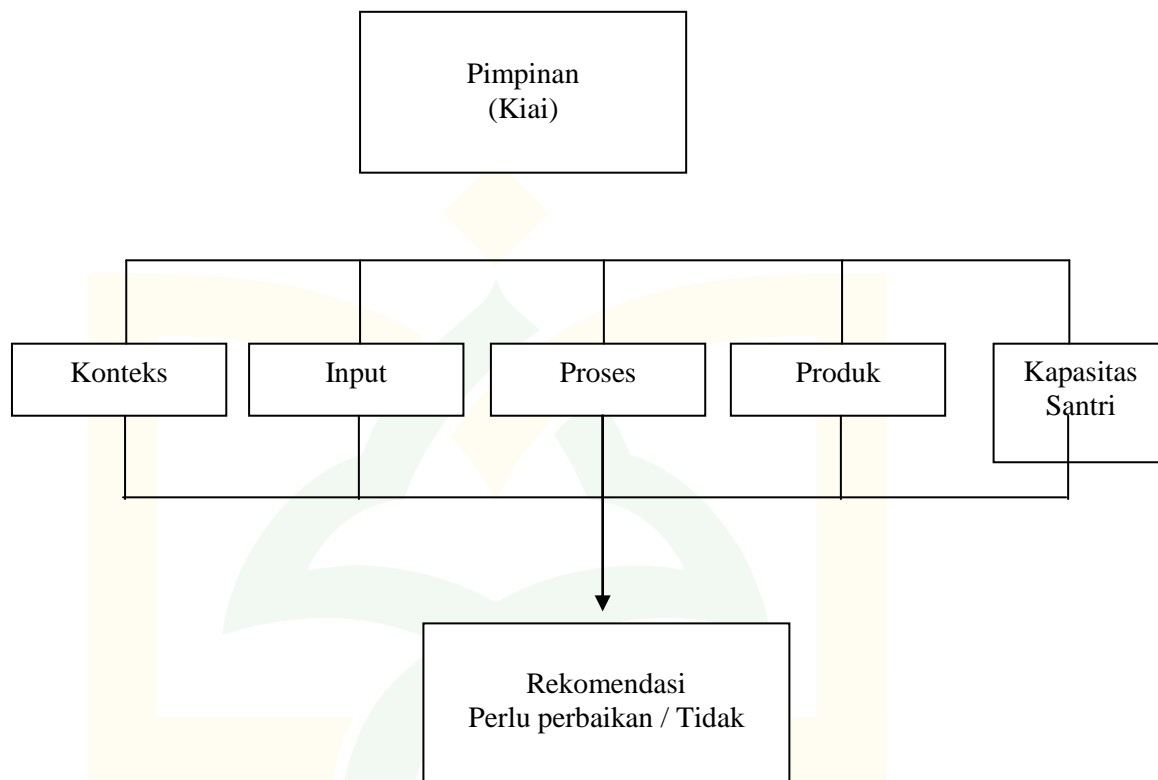 Pimpinan
(Kiai)
Konteks
Input
Proses
Produk
Kapasitas
Santri
Rekomendasi
Perlu perbaikan / Tidak